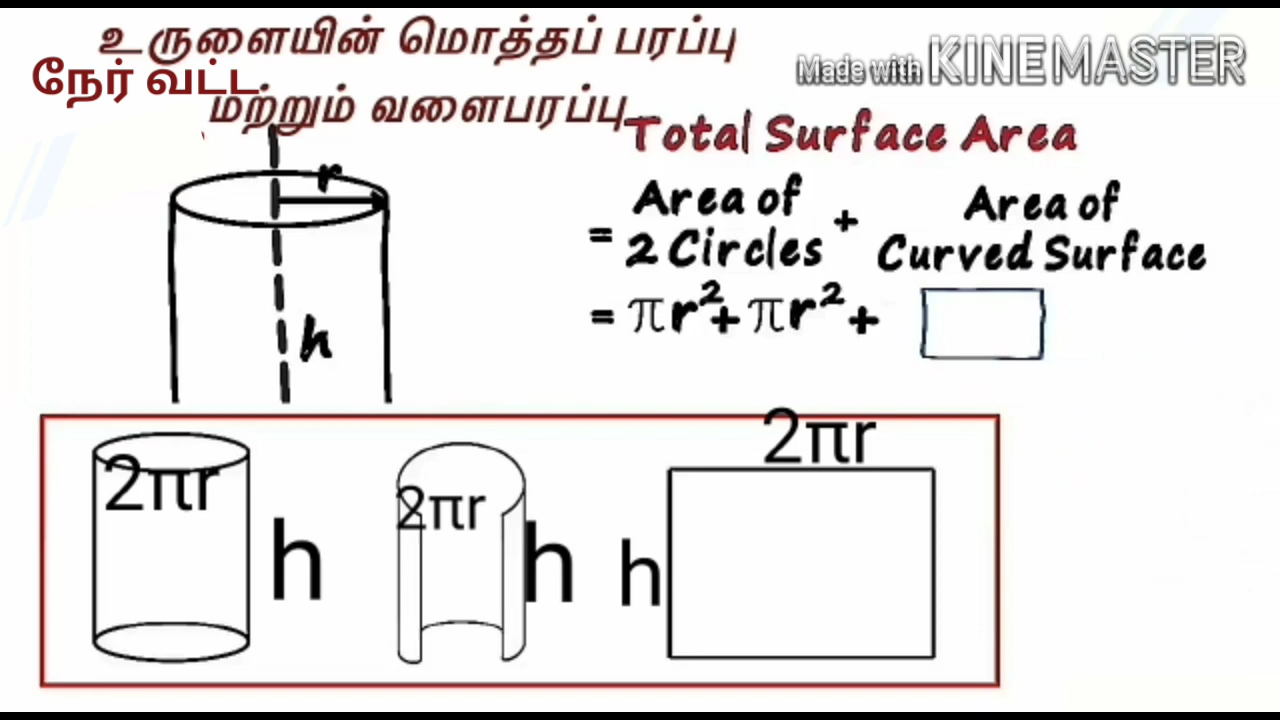 உருளையின் மொத்தப் பரப்பு
நேர் வட்ட
மற்றும் வளைபரப்பு
Made with KINEMASTER
Total Surface Area
= Area of 2 Circles + Area of Curved Surface
= πr² + πr² +
r
h
2πr
h
2πr
h
2πr
h